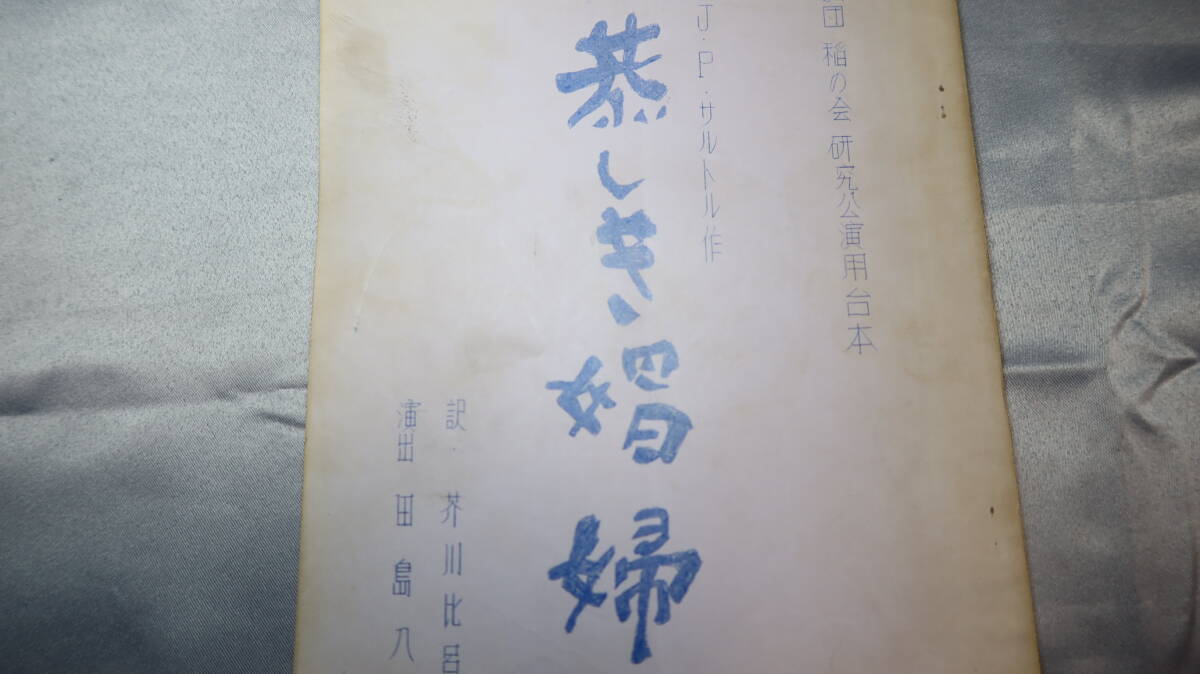 団 稲の会 研究公演用台本
J・P・サルトル作
恭しき娼婦
訳・芥川比呂
演出 田島八